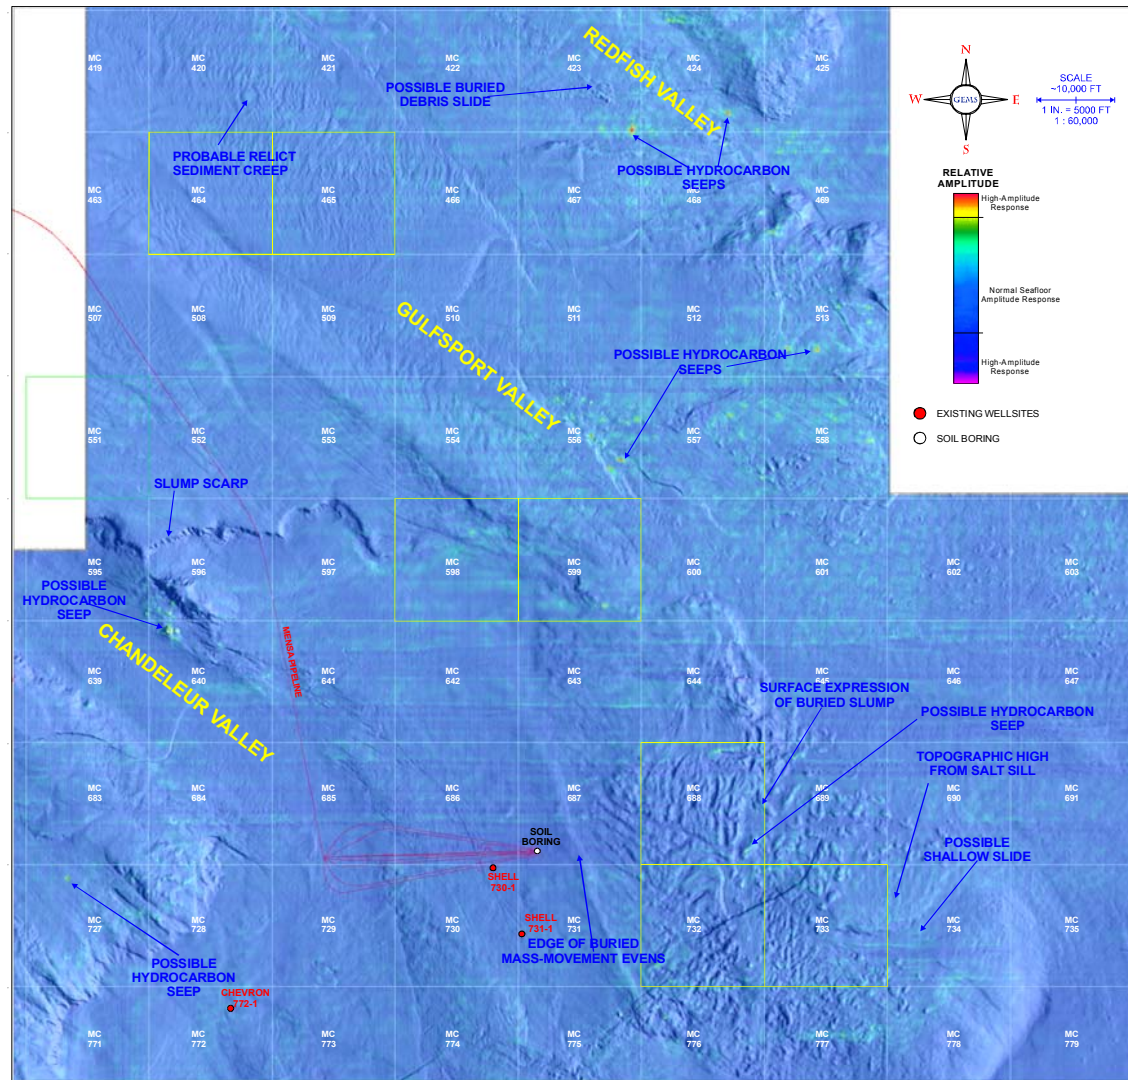 MC
419
MC
420
MC
421
MC
422
MC
423
MC
424
MC
425
REDFISH VALLEY
POSSIBLE BURIED
DEBRIS SLIDE
PROBABLE RELICT
SEDIMENT CREEP
POSSIBLE HYDROCARBON
SEEPS
N
W
GEMS
E
S
SCALE
~10,000 FT
1 IN. = 5000 FT
1 : 60,000
RELATIVE
AMPLITUDE
High-Amplitude
Response
Normal Seafloor
Amplitude Response
High-Amplitude
Response
EXISTING WELLSITES
SOIL BORING
MC
463
MC
464
MC
465
MC
466
MC
467
MC
468
MC
469
MC
507
MC
508
MC
509
MC
510
MC
511
MC
512
MC
513
GULFSPORT VALLEY
POSSIBLE HYDROCARBON
SEEPS
MC
551
MC
552
MC
553
MC
554
MC
556
MC
557
MC
558
SLUMP SCARP
MC
595
MC
596
MC
597
MC
598
MC
599
MC
600
MC
601
MC
602
MC
603
POSSIBLE
HYDROCARBON
SEEP
CHANDELEUR VALLEY
MENSA PIPELINE
MC
639
MC
640
MC
641
MC
642
MC
643
MC
644
MC
645
MC
646
MC
647
SURFACE EXPRESSION
OF BURIED SLUMP
POSSIBLE HYDROCARBON
SEEP
TOPOGRAPHIC HIGH
FROM SALT SILL
MC
683
MC
684
MC
685
MC
686
MC
687
MC
688
MC
689
MC
690
MC
691
SOIL
BORING
POSSIBLE
SHALLOW SLIDE
SHELL
730-1
SHELL
731-1
MC
727
MC
728
MC
729
MC
730
MC
731
MC
732
MC
733
MC
734
MC
735
EDGE OF BURIED
MASS-MOVEMENT EVENS
POSSIBLE
HYDROCARBON
SEEP
CHEVRON
772-1
MC
771
MC
772
MC
773
MC
774
MC
775
MC
776
MC
777
MC
778
MC
779